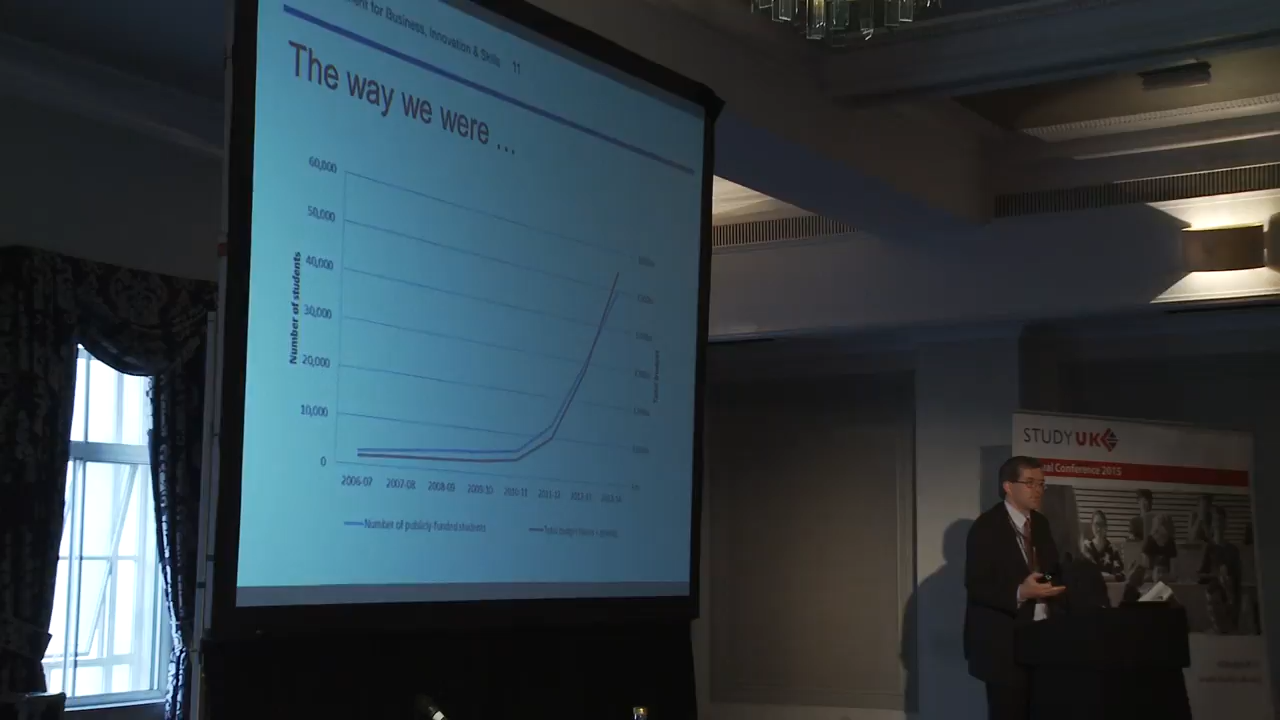 for Business, Innovation & Skills 11
The way we were ...
60,000
50,000
40,000
30,000
20,000
10,000
0
Number of students
2006-07 2007-08 2008-09 2009-10 2010-11 2011-12 2012-13 2013-14
Number of publicly-funded students
STUDY UK
Conference 2015